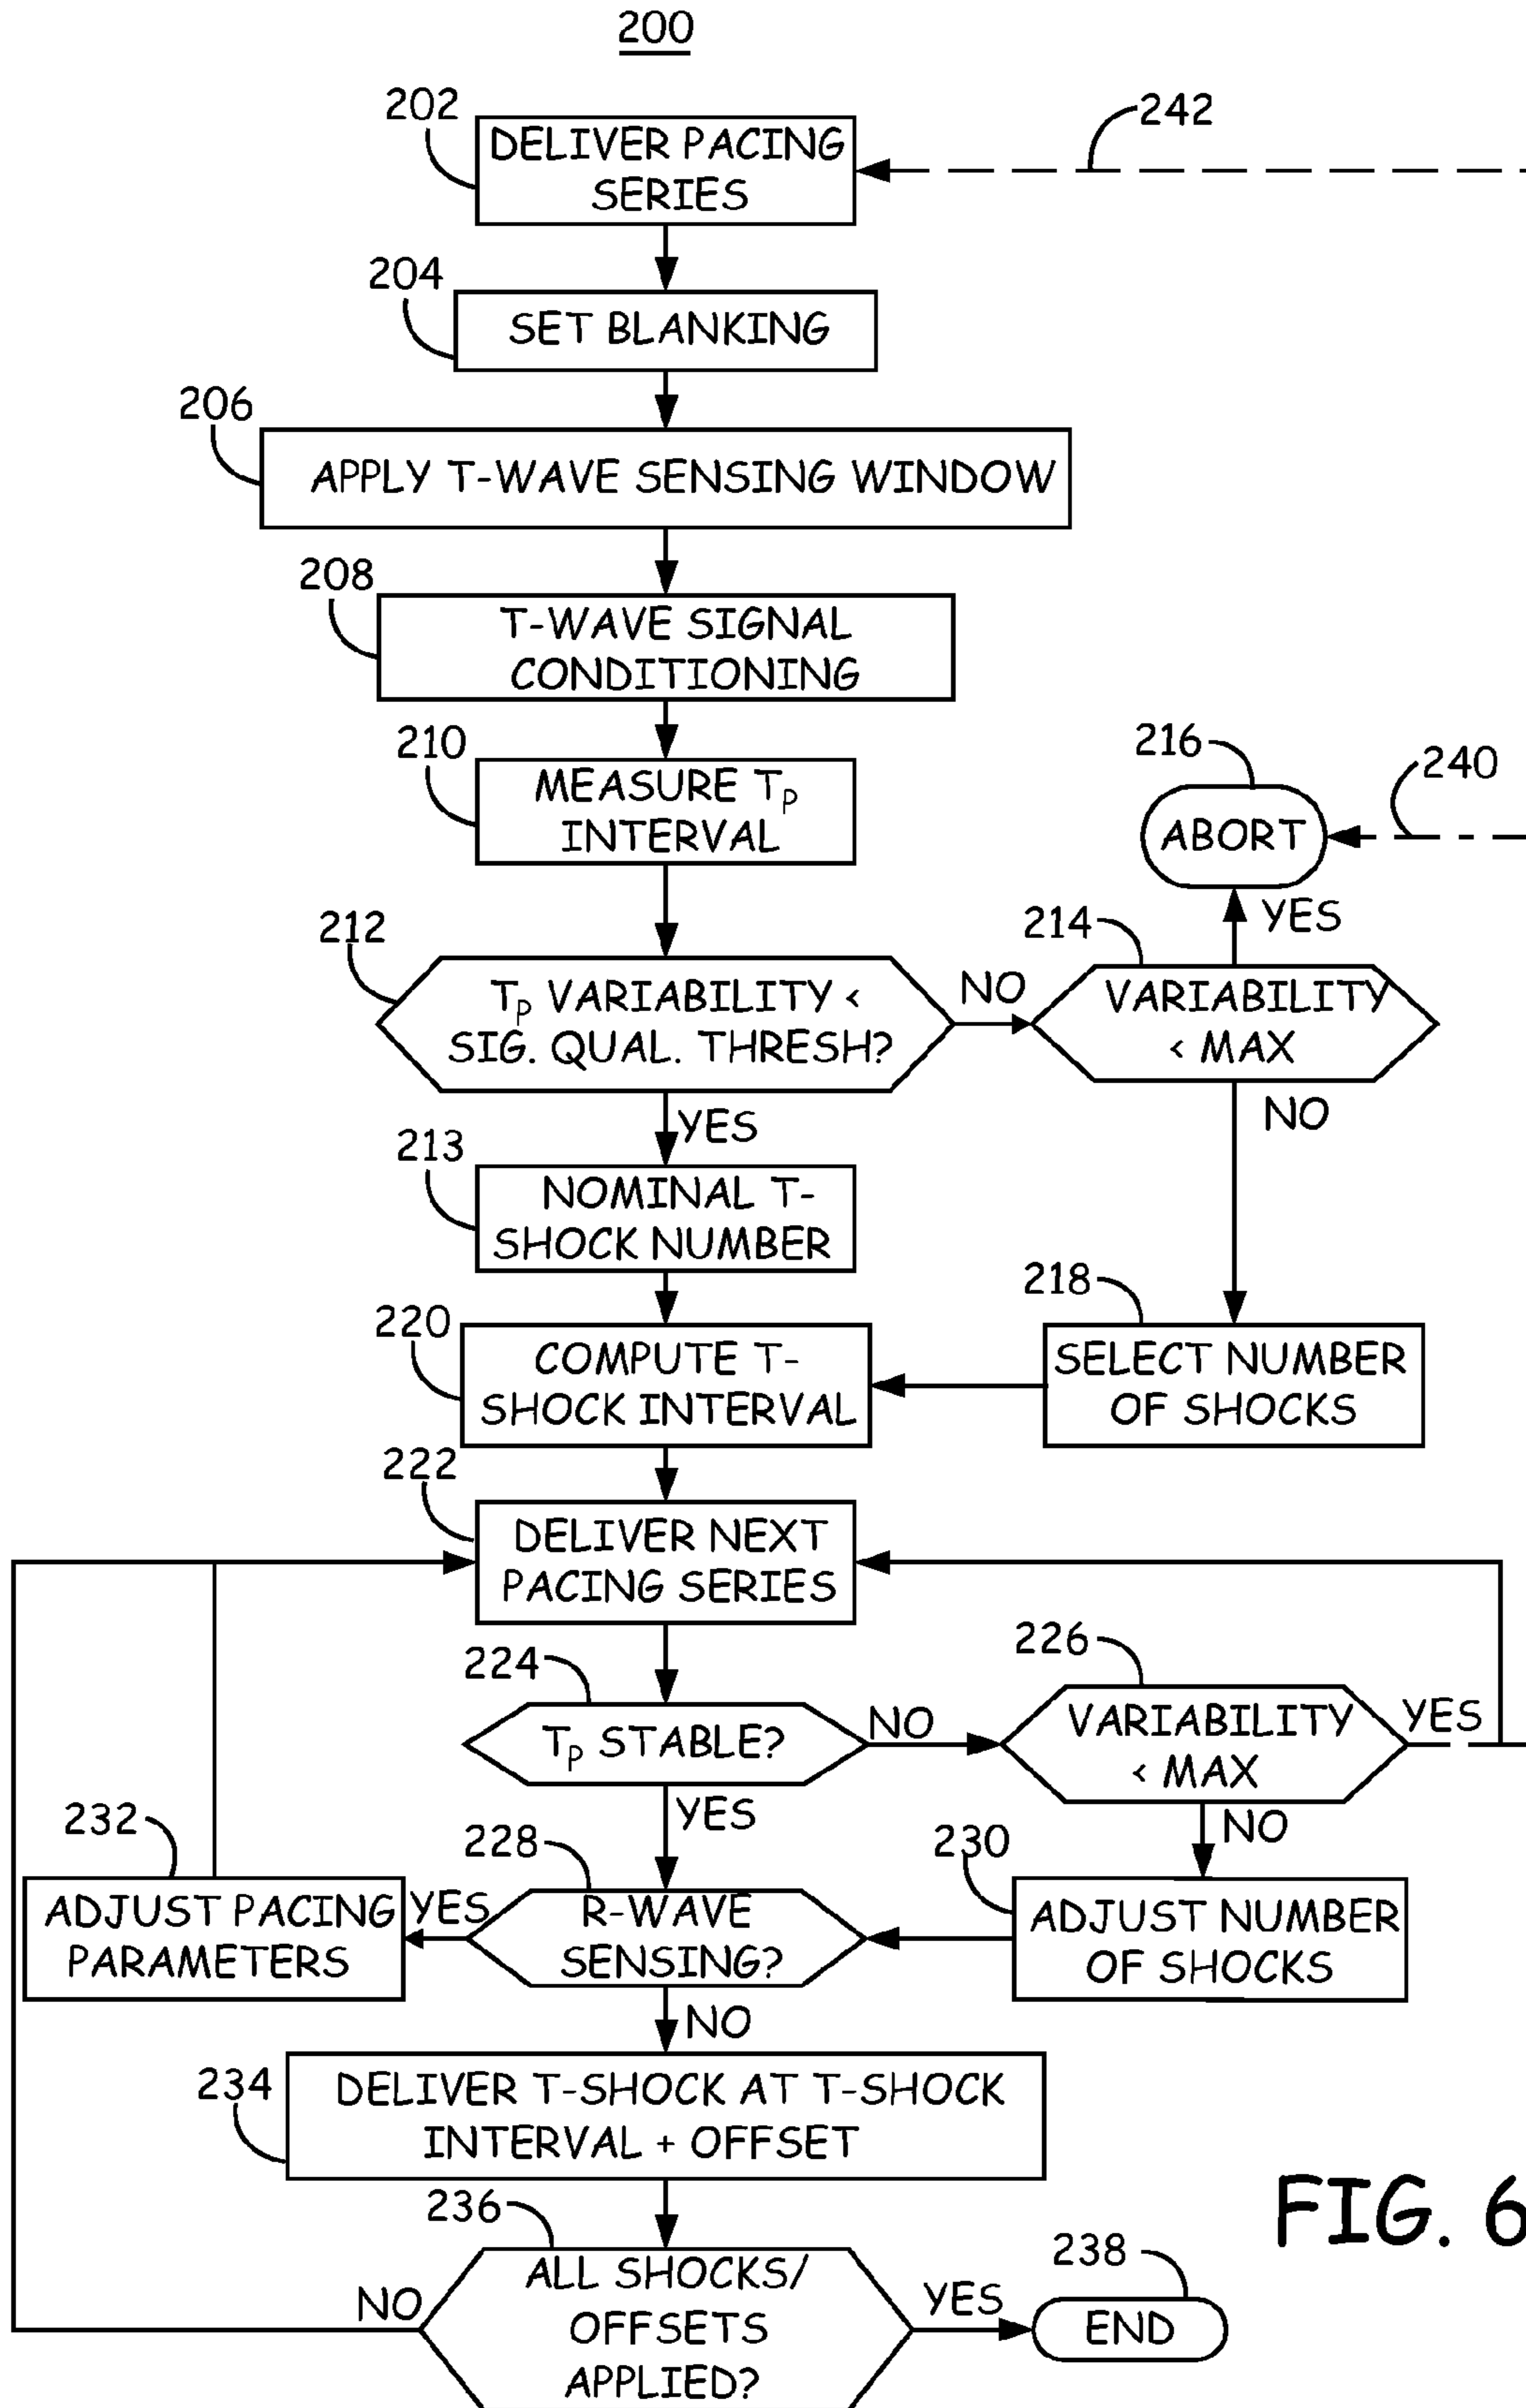 200
202
DELIVER PACING
SERIES
242
204
SET BLANKING
206
APPLY T-WAVE SENSING WINDOW
208
T-WAVE SIGNAL
CONDITIONING
210
MEASURE Tp
INTERVAL
216
ABORT
240
212
Tp VARIABILITY <
SIG. QUAL. THRESH?
NO
214
VARIABILITY
< MAX
YES
NO
YES
213
NOMINAL T-
SHOCK NUMBER
218
SELECT NUMBER
OF SHOCKS
220
COMPUTE T-
SHOCK INTERVAL
222
DELIVER NEXT
PACING SERIES
224
Tp STABLE?
NO
226
VARIABILITY
< MAX
YES
NO
YES
232
ADJUST PACING
PARAMETERS
YES
228
R-WAVE
SENSING?
230
ADJUST NUMBER
OF SHOCKS
NO
234
DELIVER T-SHOCK AT T-SHOCK
INTERVAL + OFFSET
236
ALL SHOCKS/
OFFSETS
APPLIED?
NO
YES
238
END
FIG. 6